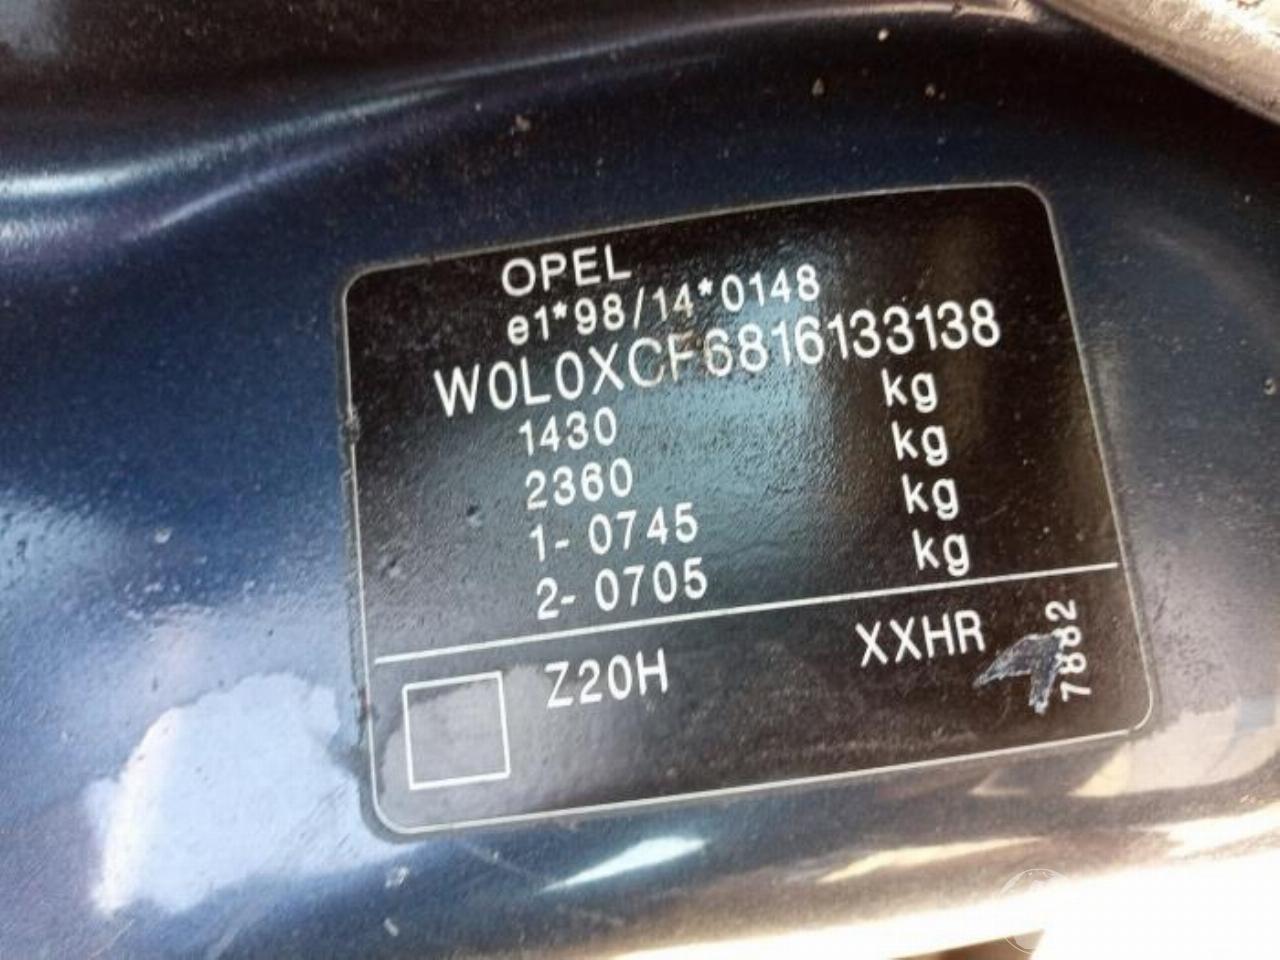 OPEL
e1*98/14*0148
W0L0XCF6816133138
1430 kg
2360 kg
1- 0745 kg
2- 0705 kg
Z20H XXHR
7882